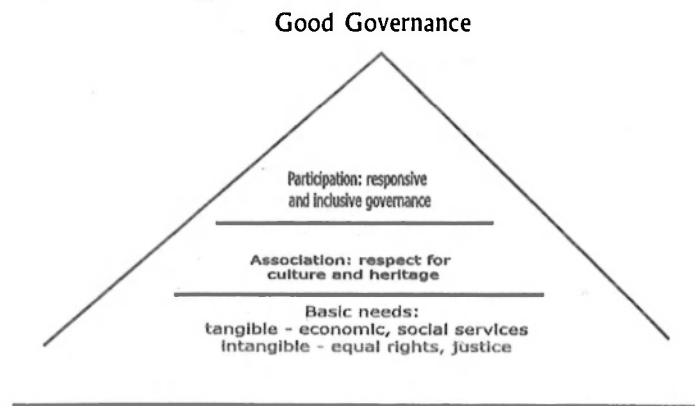 Good Governance
Participation: responsive
and inclusive governance
Association: respect for
culture and heritage
Basic needs:
tangible - economic, social services
intangible - equal rights, justice